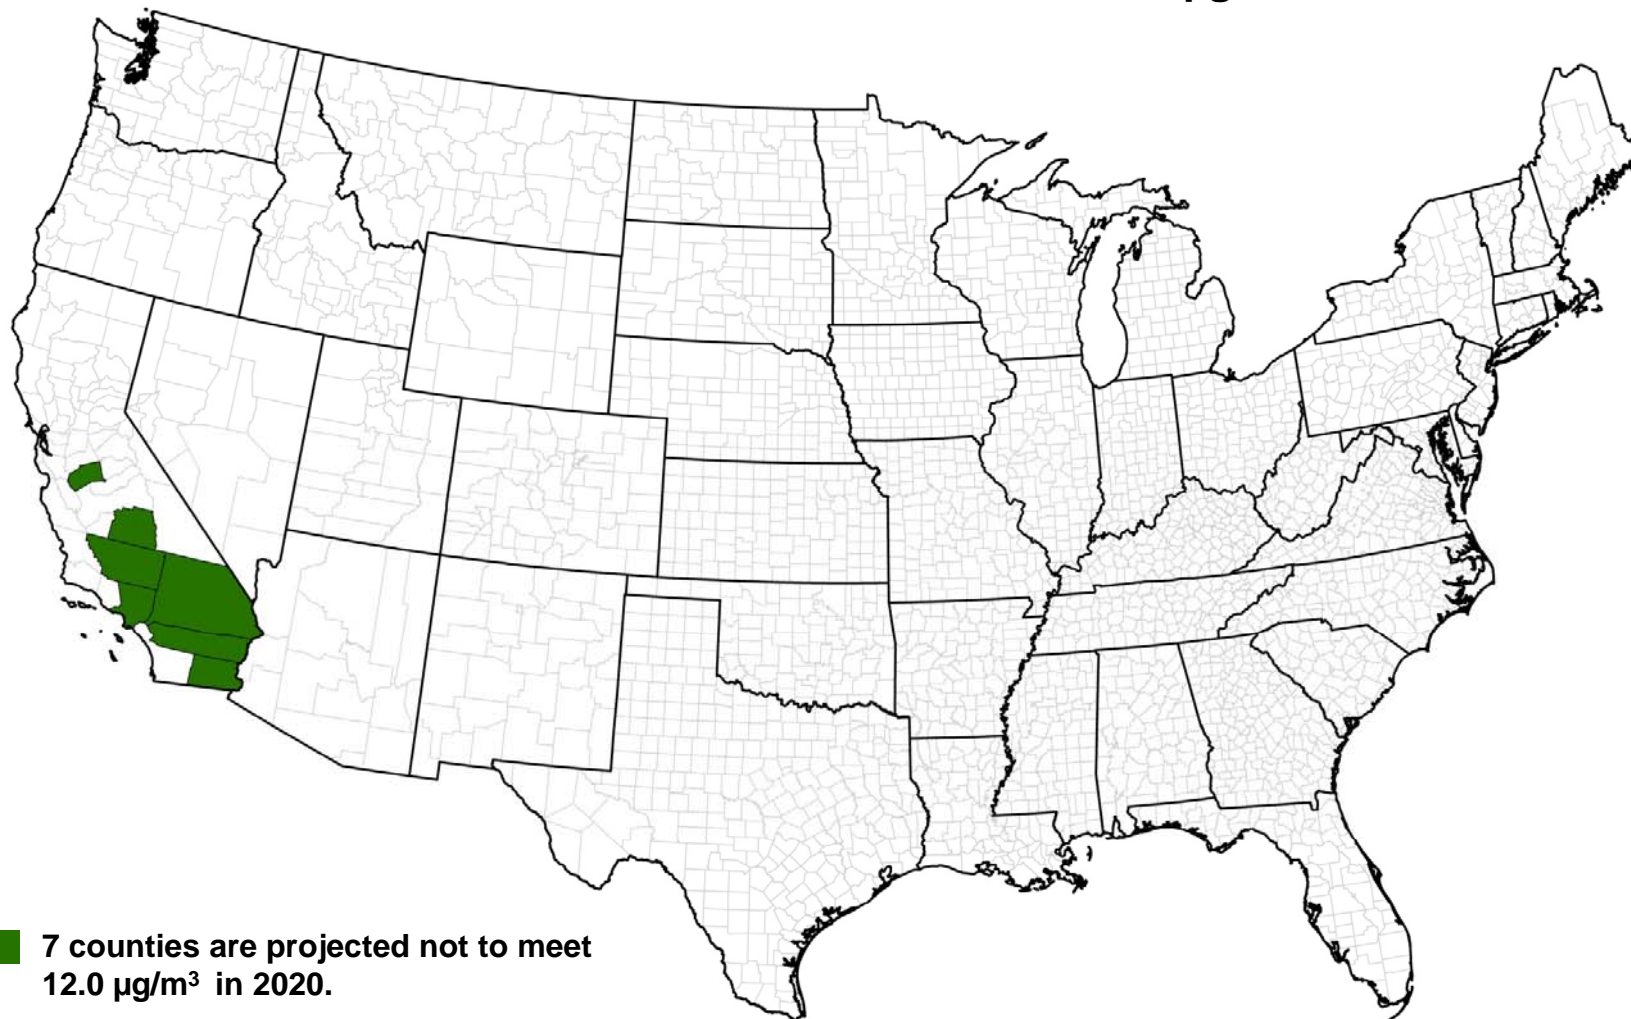 7 counties are projected not to meet
12.0 µg/m³ in 2020.